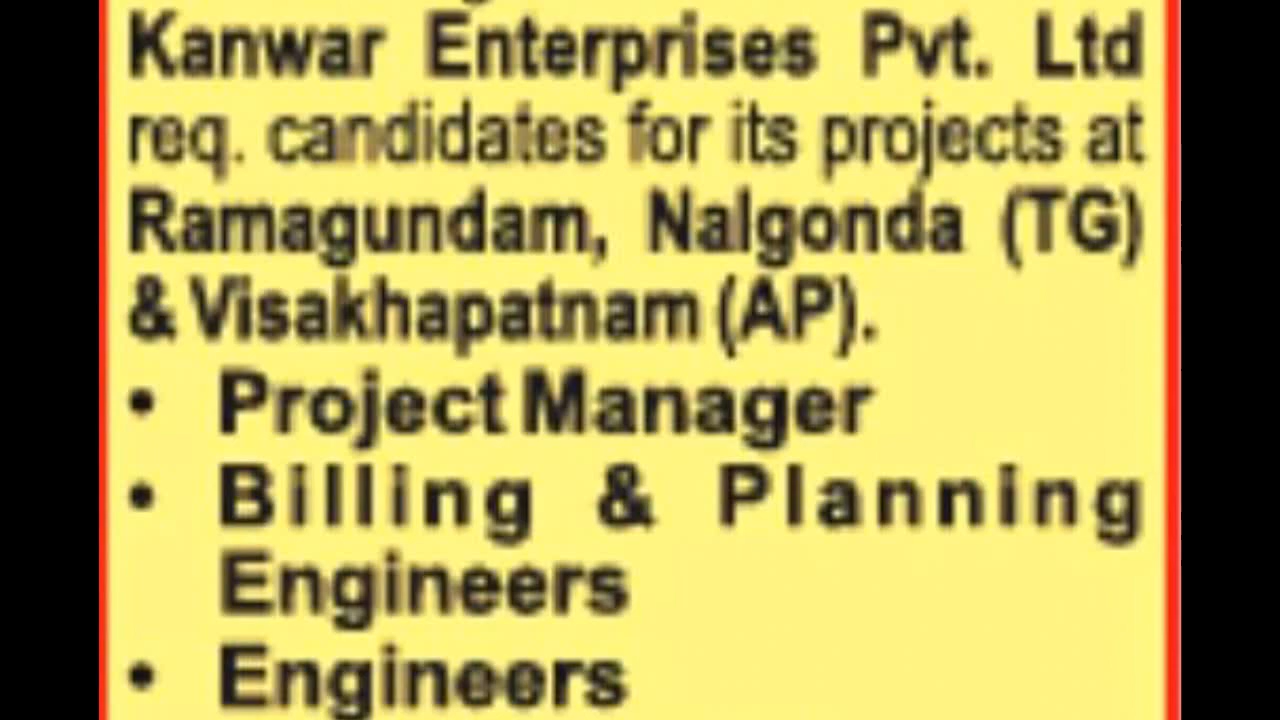 Kanwar Enterprises Pvt. Ltd
req. candidates for its projects at
Ramagundam, Nalgonda (TG)
& Visakhapatnam (AP).
• Project Manager
• Billing & Planning
Engineers
• Engineers